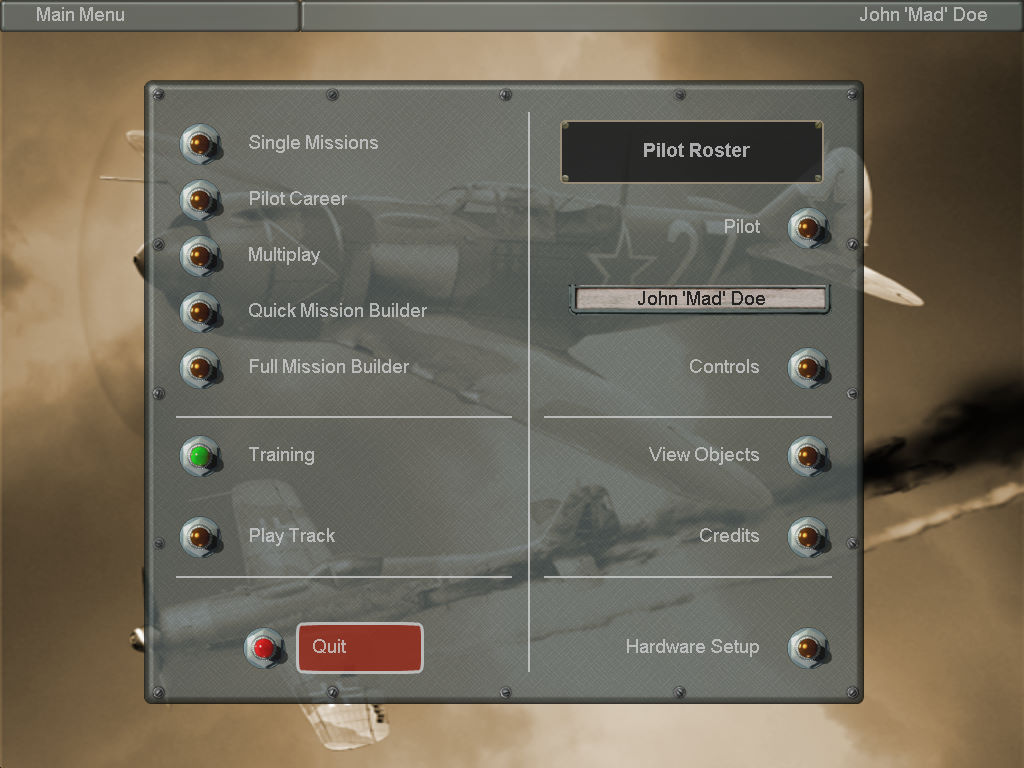 Main Menu
John 'Mad' Doe
Single Missions
Pilot Career
Multiplay
Quick Mission Builder
Full Mission Builder
Training
Play Track
Quit
Pilot Roster
Pilot
27
John 'Mad' Doe
Controls
View Objects
Credits
Hardware Setup